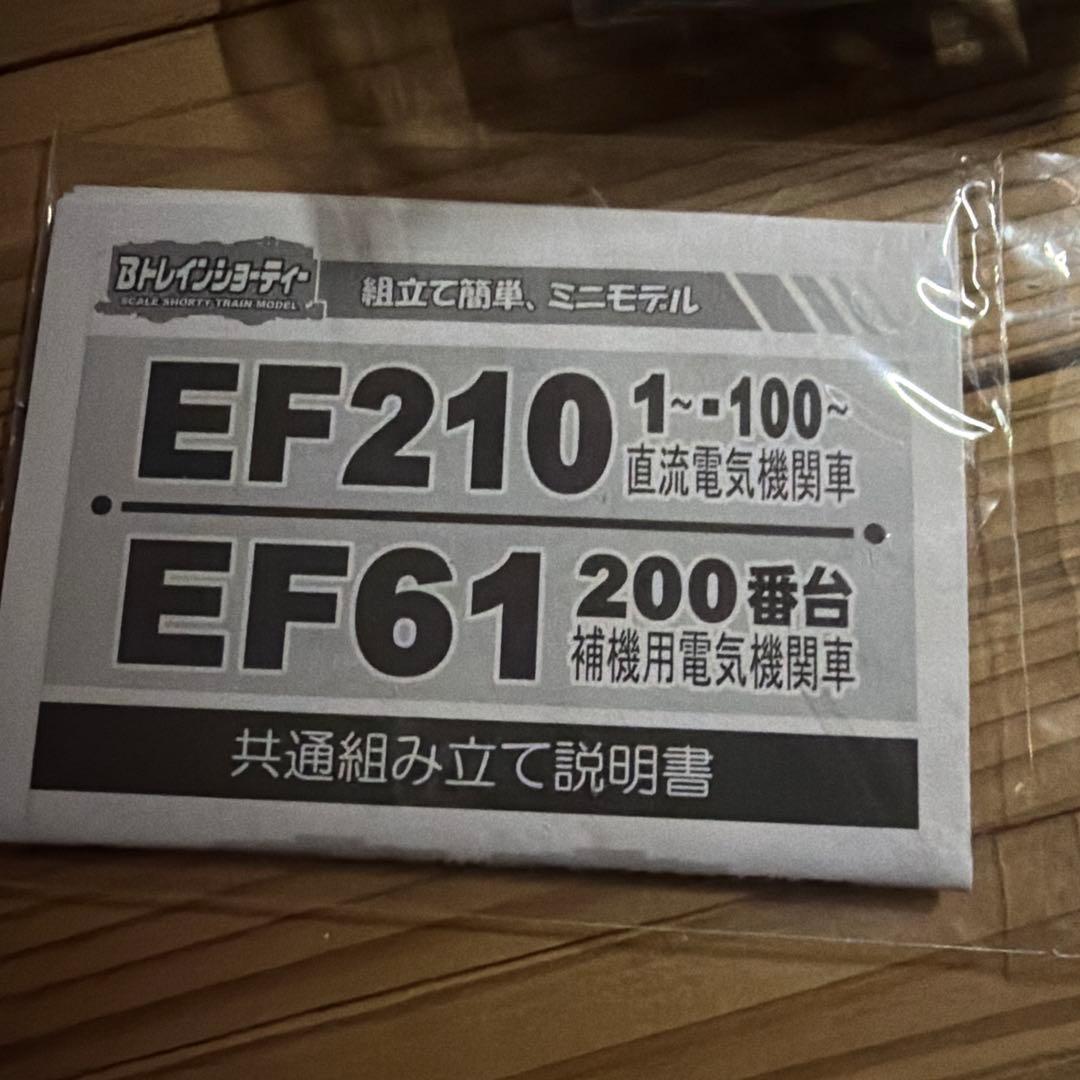 Bトレインショーティー
SCALE SHORTY TRAIN MODEL
組立て簡単、ミニモデル
EF210 1~・100~
直流電気機関車
EF61 200番台
補機用電気機関車
共通組み立て説明書